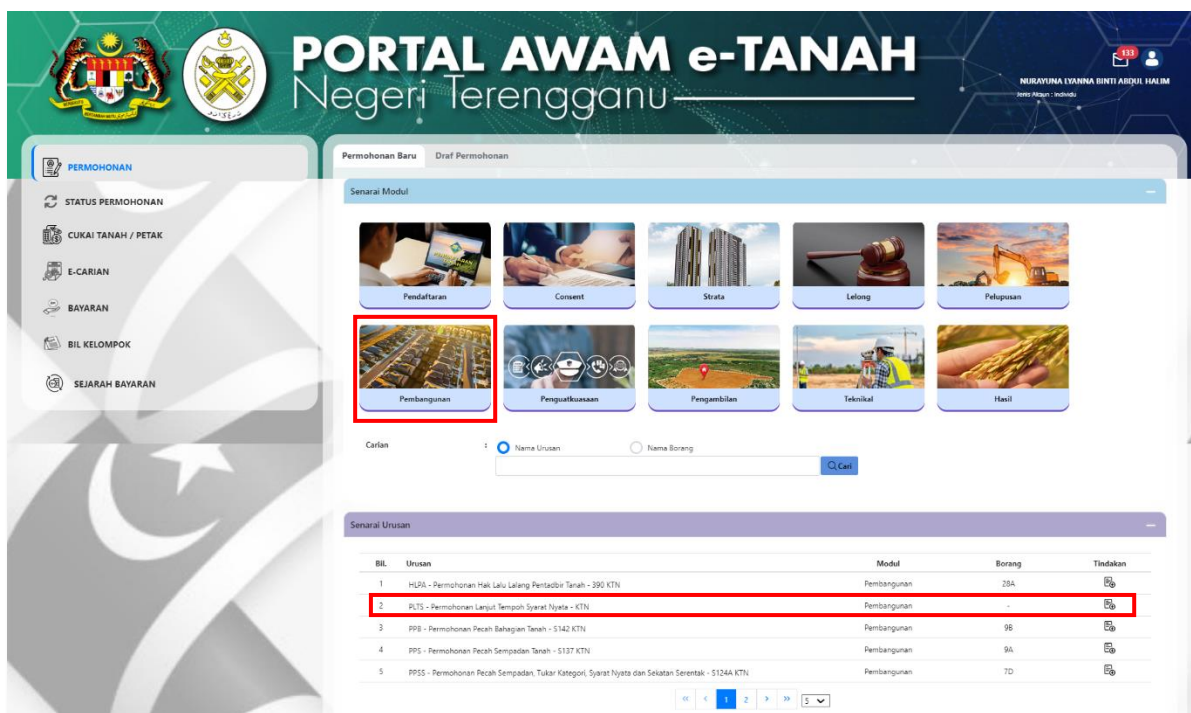 PORTAL AWAM e-TANAH
Negeri Terengganu
133
NURAYUNA LYANNA BINTI ABDUL HALIM
Jenis Akaun : Individu
PERMOHONAN
STATUS PERMOHONAN
CUKAI TANAH / PETAK
E-CARIAN
BAYARAN
BIL KELOMPOK
SEJARAH BAYARAN
Permohonan Baru Draf Permohonan
Senarai Modul
Pendaftaran Consent Strata Lelong Pelupusan
Pembangunan Penguatkuasaan Pengambilan Teknikal Hasil
Carian : Nama Urusan Nama Borang
Cari
Senarai Urusan
Bil. Urusan Modul Borang Tindakan
1 HLPA - Permohonan Hak Lalu Lalang Pentadbir Tanah - 390 KTN Pembangunan 28A
2 PLTS - Permohonan Lanjut Tempoh Syarat Nyata - KTN Pembangunan -
3 PPB - Permohonan Pecah Bahagian Tanah - S142 KTN Pembangunan 9B
4 PPS - Permohonan Pecah Sempadan Tanah - S137 KTN Pembangunan 9A
5 PPSS - Permohonan Pecah Sempadan, Tukar Kategori, Syarat Nyata dan Sekatan Serentak - S124A KTN Pembangunan 7D
« < 1 2 > » 5